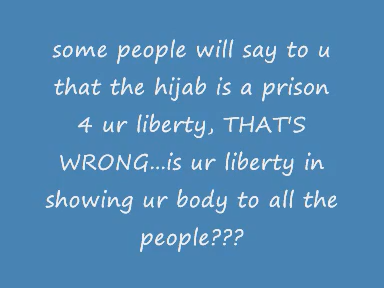 some people will say to u
that the hijab is a prison
4 ur liberty, THAT'S
WRONG...is ur liberty in
showing ur body to all the
people???